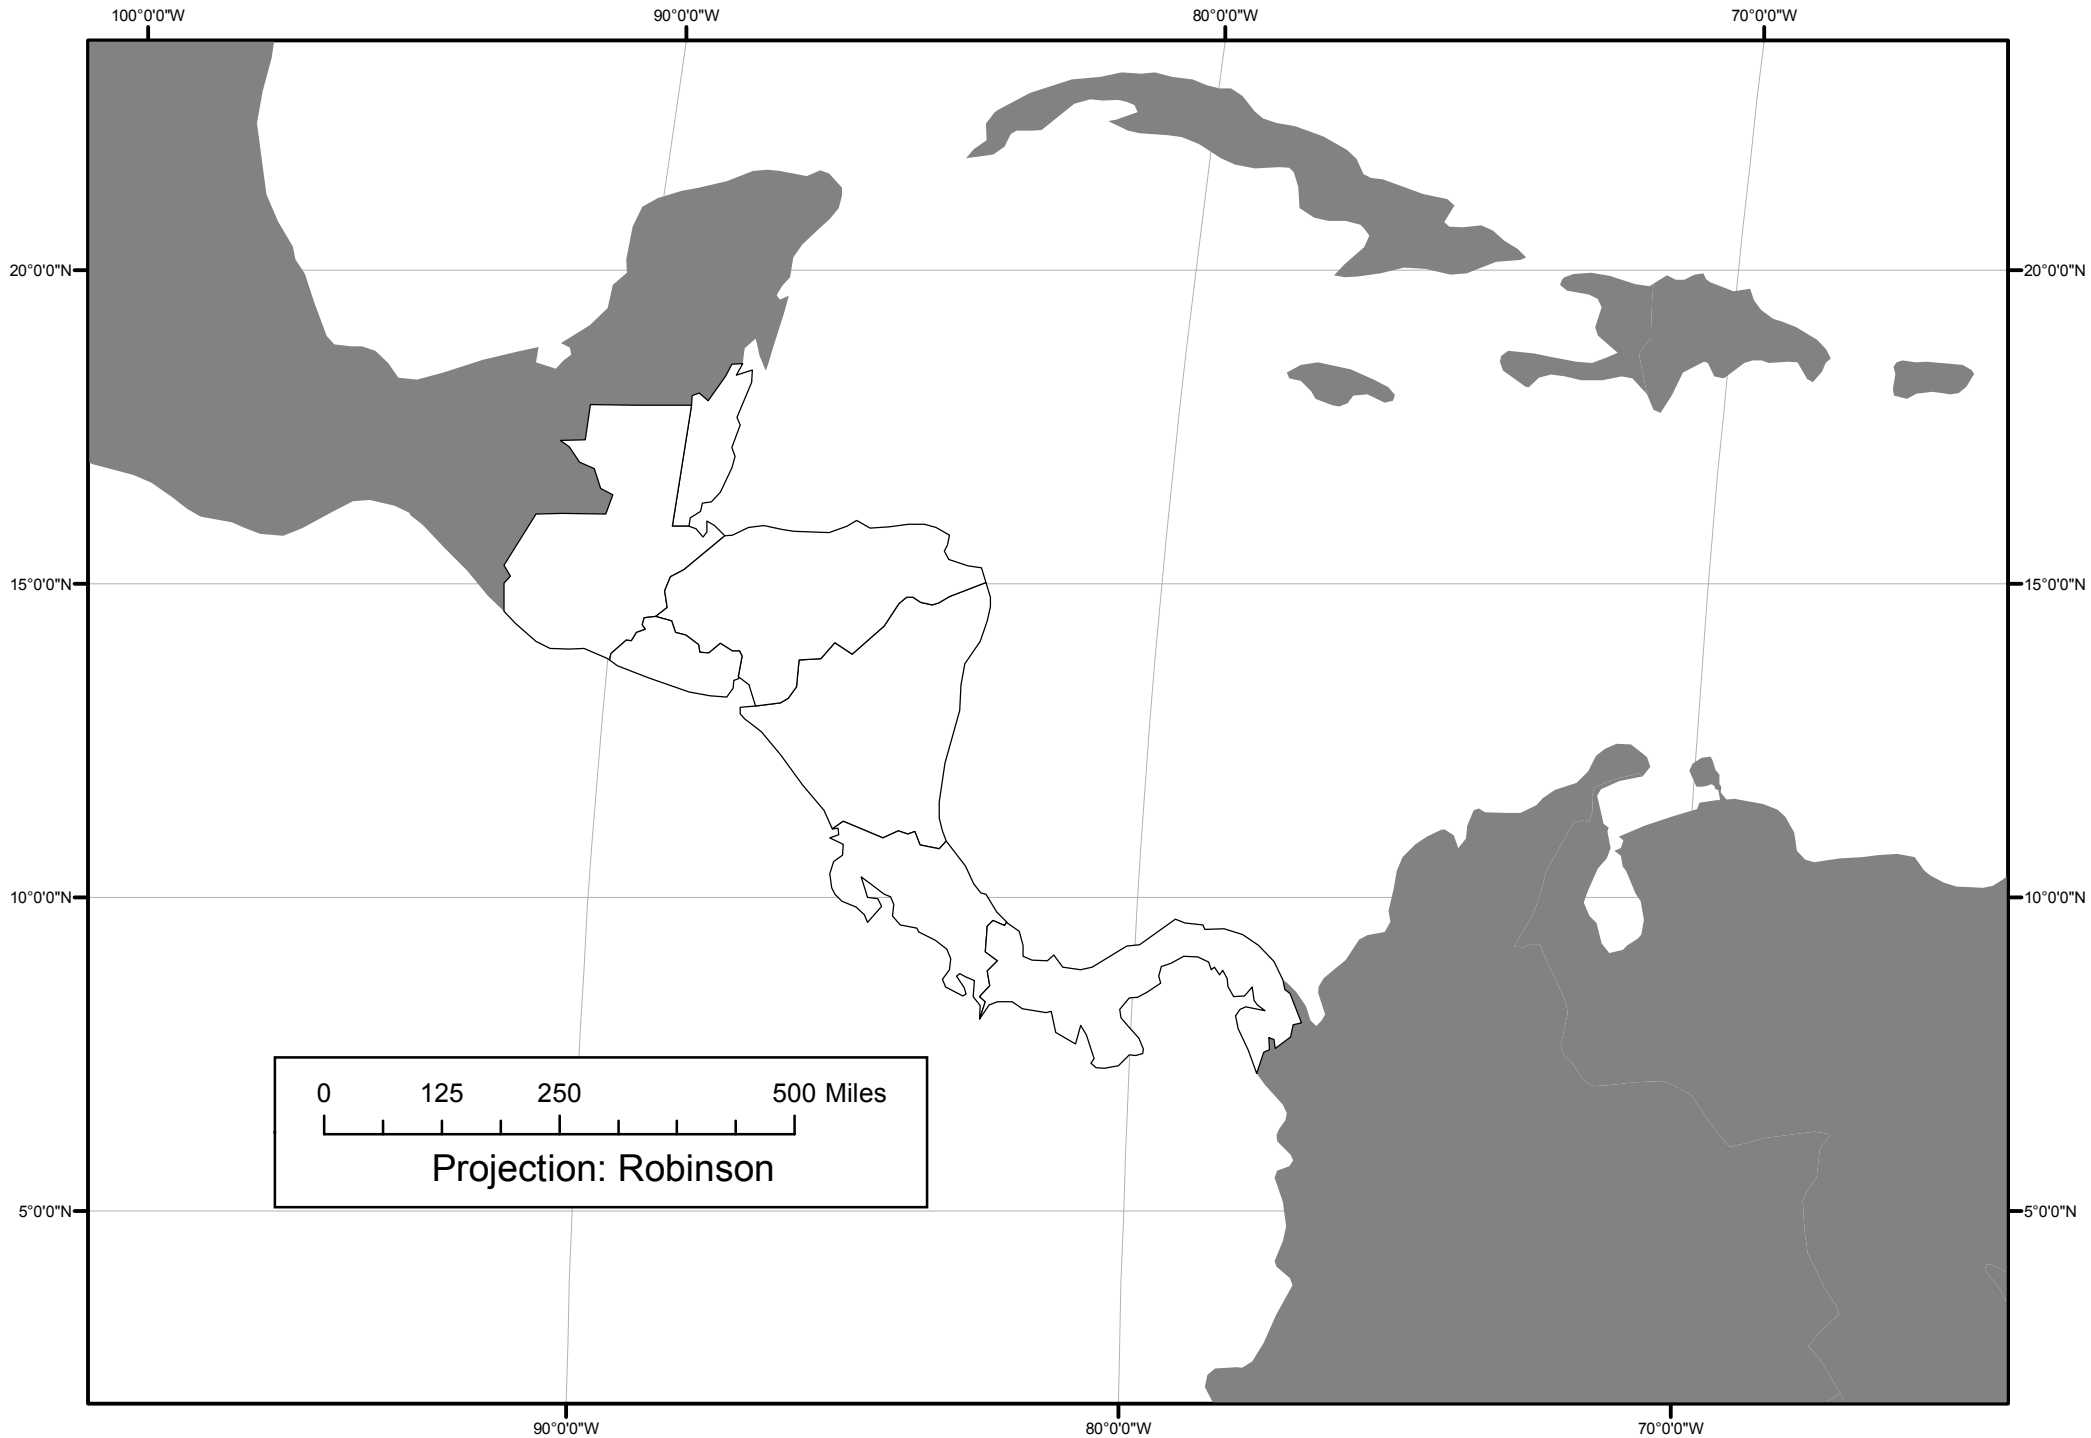 100°0'0"W 90°0'0"W 80°0'0"W 70°0'0"W
20°0'0"N 20°0'0"N
15°0'0"N 15°0'0"N
10°0'0"N 10°0'0"N
0 125 250 500 Miles
Projection: Robinson
5°0'0"N 5°0'0"N
90°0'0"W 80°0'0"W 70°0'0"W